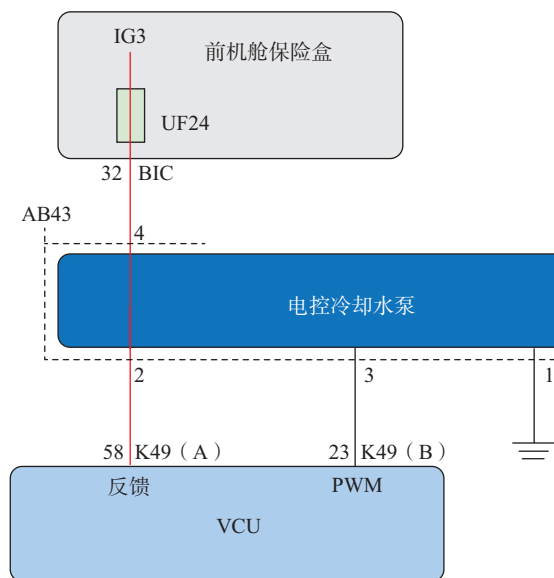 IG3
前机舱保险盒
UF24
32 BIC
AB43
4
电控冷却水泵
2 3 1
58 K49（A） 23 K49（B）
反馈 PWM
VCU